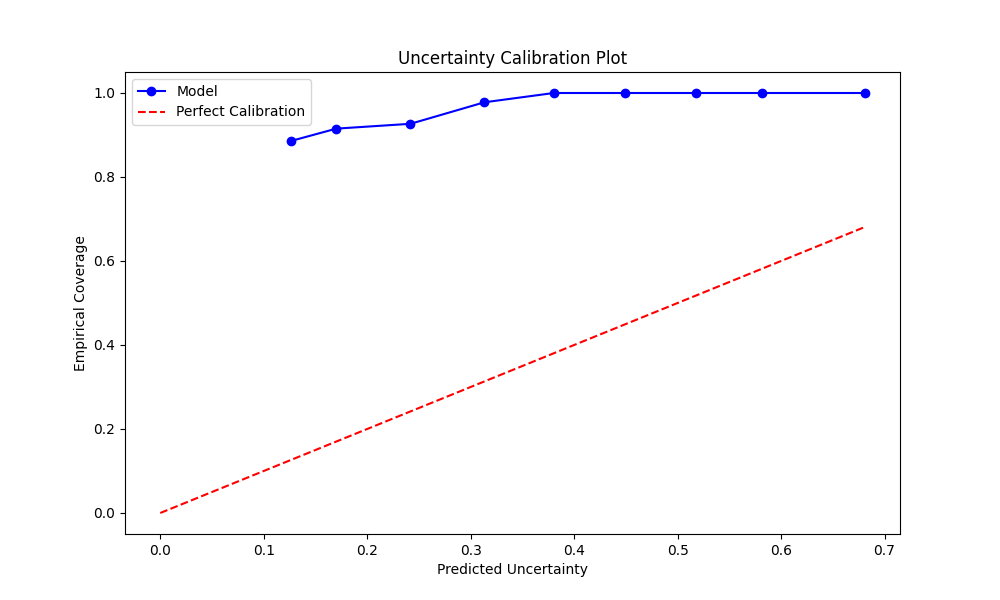 Uncertainty Calibration Plot
Model
Perfect Calibration
1.0
0.8
0.6
0.4
0.2
0.0
Empirical Coverage
0.0 0.1 0.2 0.3 0.4 0.5 0.6 0.7
Predicted Uncertainty